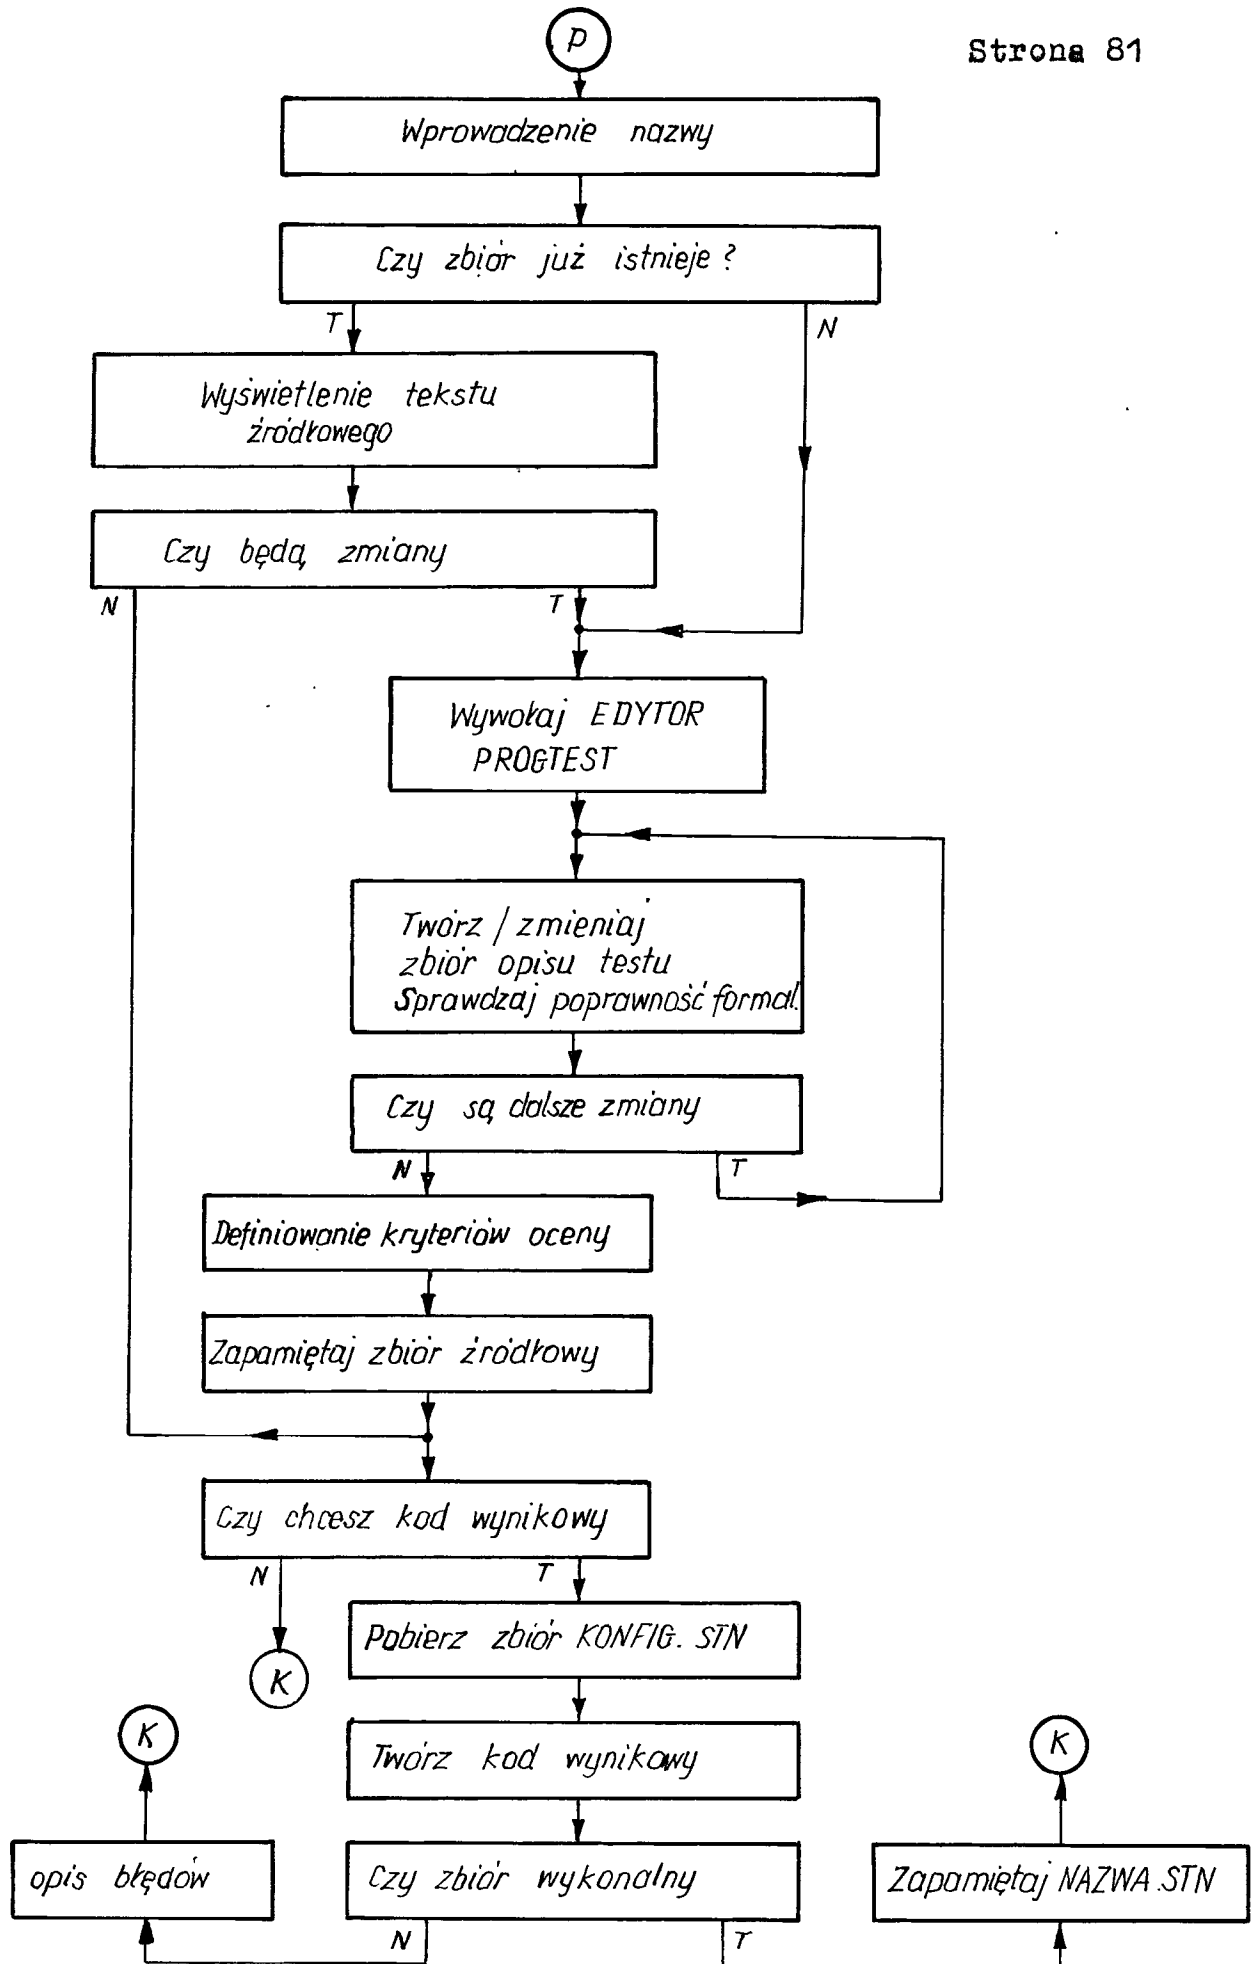 P
Strona 81
Wprowadzenie nazwy
Czy zbiór już istnieje?
T
N
Wyświetlenie tekstu
źródłowego
Czy będą zmiany
N
T
Wywołaj EDYTOR
PROGTEST
Twórz / zmieniaj
zbiór opisu testu
Sprawdzaj poprawność formal.
Czy są dalsze zmiany
N
T
Definiowanie kryteriów oceny
Zapamiętaj zbiór źródłowy
Czy chcesz kod wynikowy
N
T
Pobierz zbiór KONFIG. STN
K
K
Twórz kod wynikowy
K
opis błędów
Czy zbiór wykonalny
Zapamiętaj NAZWA.STN
N
T